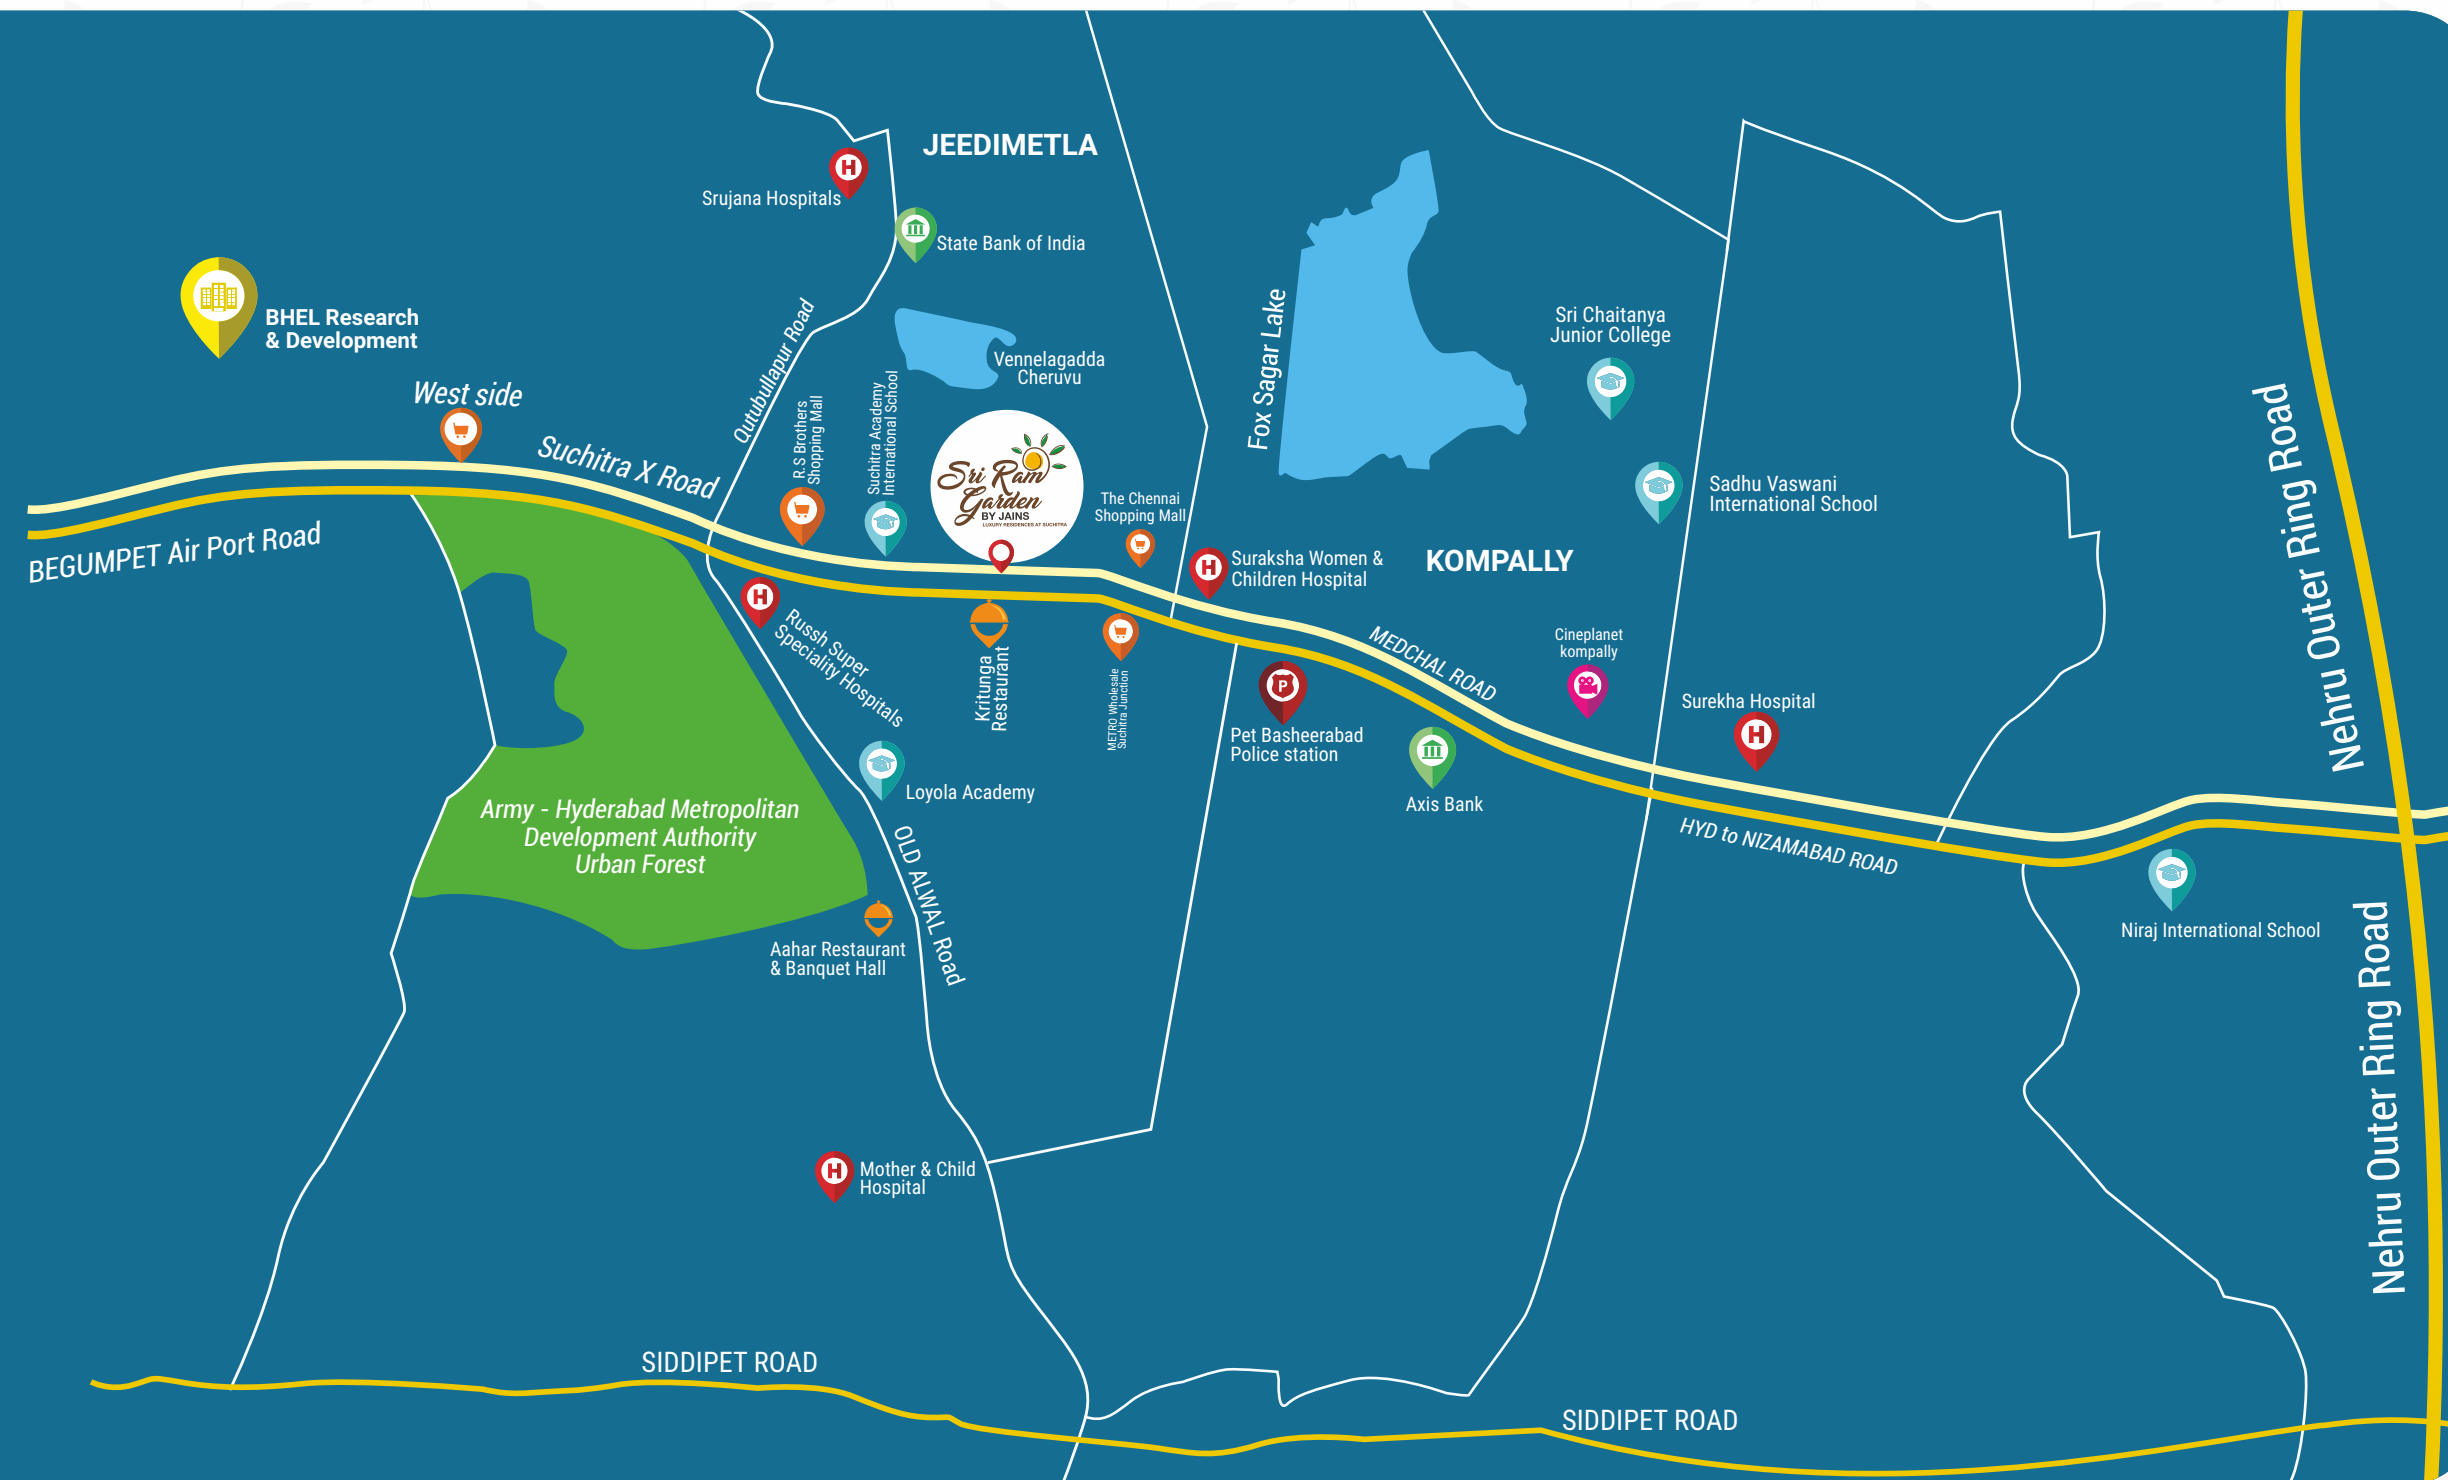 JEEDIMETLA
Srujana Hospitals
State Bank of India
BHEL Research
& Development
West side
Suchitra X Road
BEGUMPET Air Port Road
Qutubullapur Road
R.S Brothers
Shopping Mall
Suchitra Academy
International School
Vennelagadda
Cheruvu
Sri Ram
Garden
BY JAINS
LUXURY RESIDENCES AT SUCHITRA
The Chennai
Shopping Mall
Fox Sagar Lake
Sri Chaitanya
Junior College
Sadhu Vaswani
International School
Suraksha Women &
Children Hospital
KOMPALLY
Nehru Outer Ring Road
H
H
H
Russh Super
Speciality Hospitals
Kritunga
Restaurant
METRO Wholesale
Suchitra Junction
MEDCHAL ROAD
Cineplanet
kompally
P
Pet Basheerabad
Police station
Surekha Hospital
H
Axis Bank
HYD to NIZAMABAD ROAD
Loyola Academy
Army - Hyderabad Metropolitan
Development Authority
Urban Forest
OLD ALWAL Road
Aahar Restaurant
& Banquet Hall
Niraj International School
Nehru Outer Ring Road
H
Mother & Child
Hospital
SIDDIPET ROAD
SIDDIPET ROAD